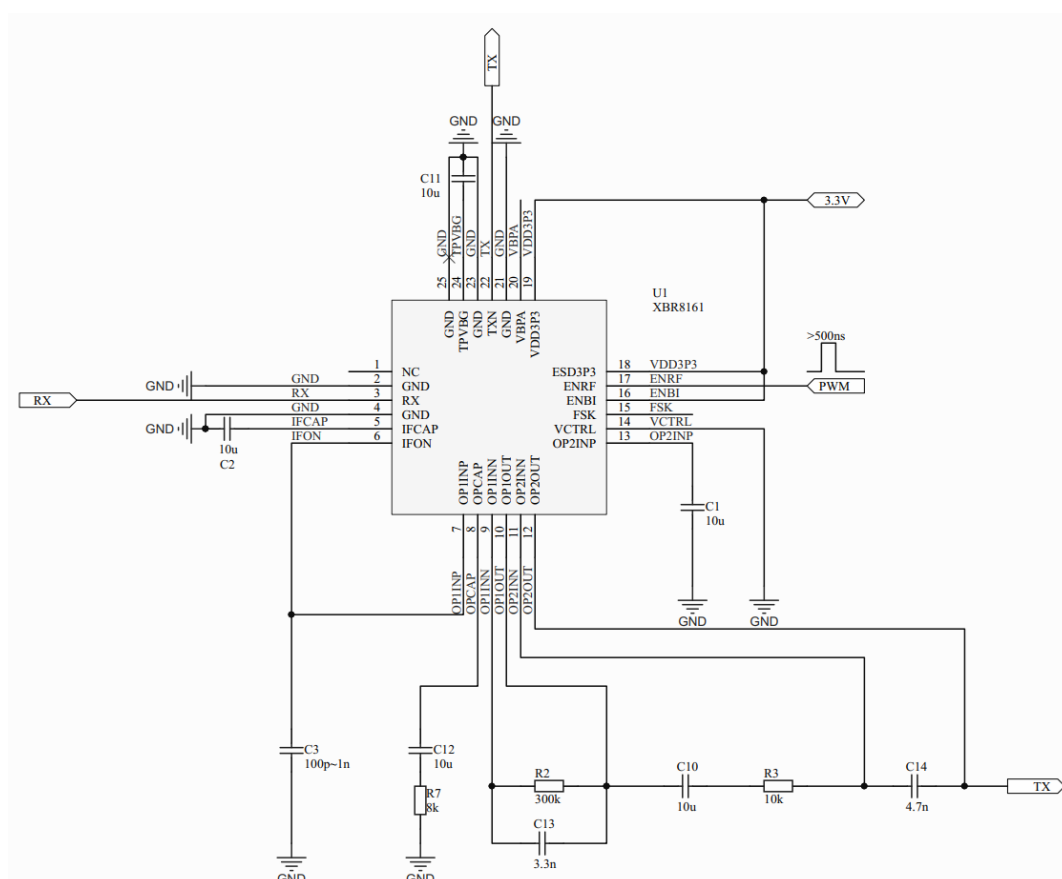 TX
GND
GND
C11
10u
GND
TPVBG
GND
TX
GND
VBPA
VDD3P3
3.3V
25
24
23
22
21
20
19
U1
XBR8161
GND
TPVBG
GND
TXN
GND
VBPA
VDD3P3
>500ns
PWM
1
NC
GND
GND
2
GND
RX
RX
3
RX
GND
4
GND
GND
IFCAP
5
IFCAP
IFON
6
IFON
10u
C2
ESD3P3
18
VDD3P3
ENRF
17
ENRF
ENBI
16
ENBI
FSK
15
FSK
VCTRL
14
VCTRL
OP2INP
13
OP2INP
OP1INP
OPCAP
OP1INN
OP1OUT
OP2INN
OP2OUT
7
8
9
10
11
12
OP1INP
OPCAP
OP1INN
OP1OUT
OP2INN
OP2OUT
C1
10u
GND
GND
C3
100p~1n
C12
10u
R7
8k
R2
300k
C13
3.3n
C10
10u
R3
10k
C14
4.7n
TX
GND
GND